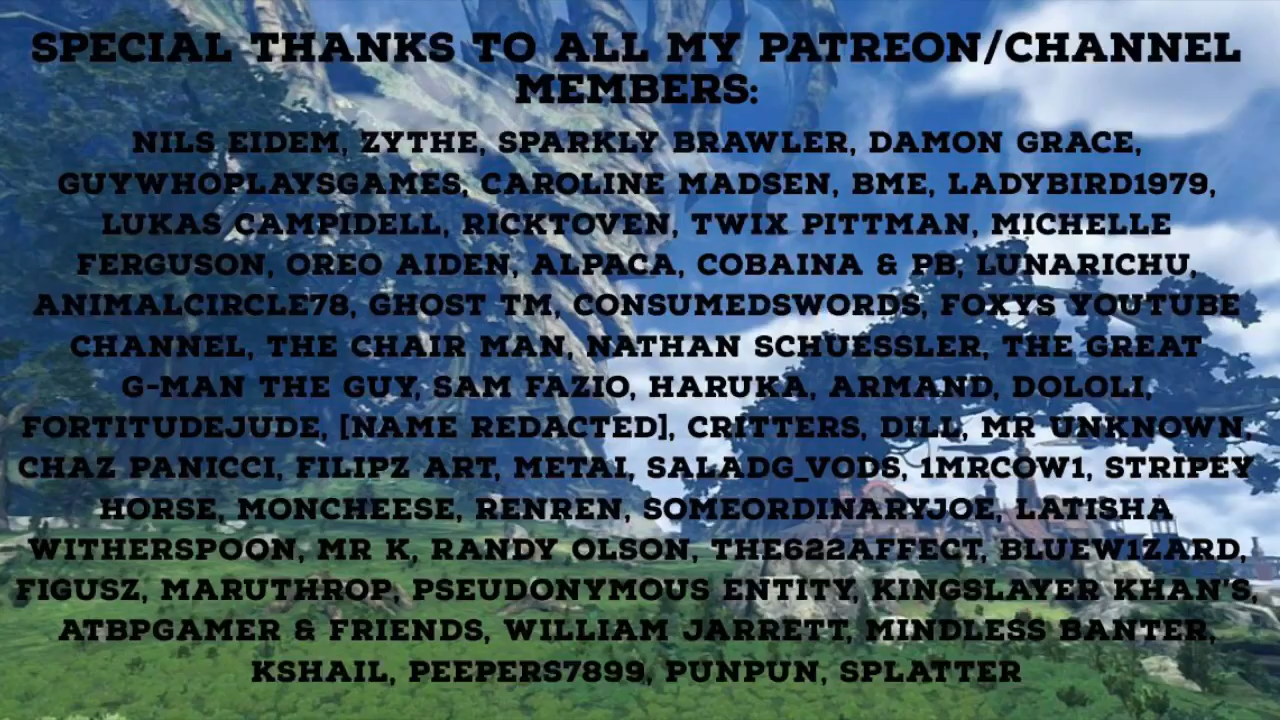 SPECIAL THANKS TO ALL MY PATREON/CHANNEL
MEMBERS:
NILS EIDEM, ZYTHE, SPARKLY BRAWLER, DAMON GRACE,
GUYWHOPLAYSGAMES, CAROLINE MADSEN, BME, LADYBIRD1979,
LUKAS CAMPIDELL, RICKTOVEN, TWIX PITTMAN, MICHELLE
FERGUSON, OREO AIDEN, ALPACA, COBAINA & PB, LUNARICHU,
ANIMALCIRCLE78, GHOST TM, CONSUMEDSWORDS, FOXYS YOUTUBE
CHANNEL, THE CHAIR MAN, NATHAN SCHUESSLER, THE GREAT
G-MAN THE GUY, SAM FAZIO, HARUKA, ARMAND, DOLOLI,
FORTITUDEJUDE, [NAME REDACTED], CRITTERS, DILL, MR UNKNOWN,
CHAZ PANICCI, FILIPZ ART, METAI, SALADG_VODS, 1MRCOW1, STRIPEY
HORSE, MONCHEESE, RENREN, SOMEORDINARYJOE, LATISHA
WITHERSPOON, MR K, RANDY OLSON, THE622AFFECT, BLUEW1ZARD,
FIGUSZ, MARUTHROP, PSEUDONYMOUS ENTITY, KINGSLAYER KHAN'S,
ATBPGAMER & FRIENDS, WILLIAM JARRETT, MINDLESS BANTER,
KSHAIL, PEEPERS7899, PUNPUN, SPLATTER